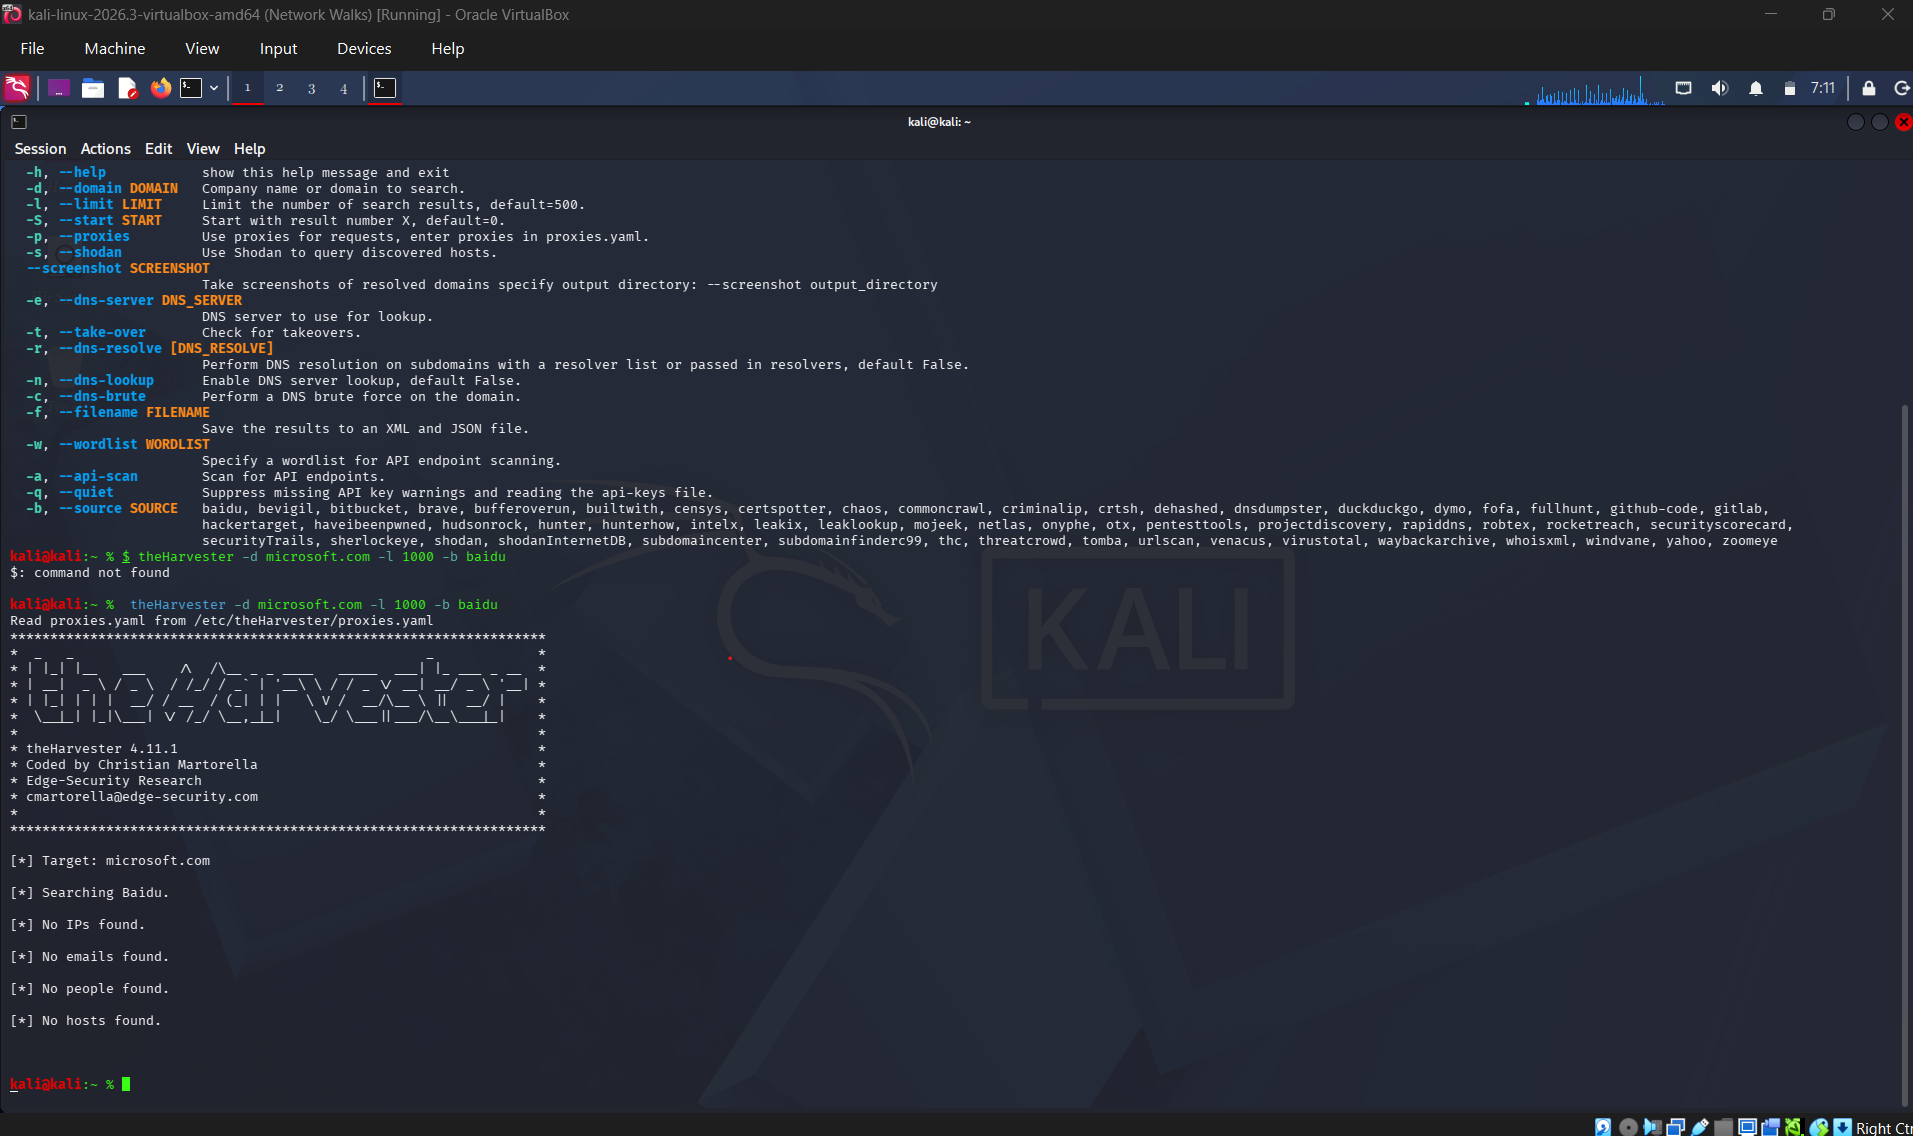 kali-linux-2026.3-virtualbox-amd64 (Network Walks) [Running] - Oracle VirtualBox
File Machine View Input Devices Help
1 2 3 4 7:11
kali@kali: ~
Session Actions Edit View Help
-h, --help show this help message and exit
-d, --domain DOMAIN Company name or domain to search.
-l, --limit LIMIT Limit the number of search results, default=500.
-S, --start START Start with result number X, default=0.
-p, --proxies Use proxies for requests, enter proxies in proxies.yaml.
-s, --shodan Use Shodan to query discovered hosts.
--screenshot SCREENSHOT
Take screenshots of resolved domains specify output directory: --screenshot output_directory
-e, --dns-server DNS_SERVER
DNS server to use for lookup.
-t, --take-over Check for takeovers.
-r, --dns-resolve [DNS_RESOLVE]
Perform DNS resolution on subdomains with a resolver list or passed in resolvers, default False.
-n, --dns-lookup Enable DNS server lookup, default False.
-c, --dns-brute Perform a DNS brute force on the domain.
-f, --filename FILENAME
Save the results to an XML and JSON file.
-w, --wordlist WORDLIST
Specify a wordlist for API endpoint scanning.
-a, --api-scan Scan for API endpoints.
-q, --quiet Suppress missing API key warnings and reading the api-keys file.
-b, --source SOURCE baidu, bevigil, bitbucket, brave, bufferoverun, builtwith, censys, certspotter, chaos, commoncrawl, criminalip, crtsh, dehashed, dnsdumpster, duckduckgo, dymo, fofa, fullhunt, github-code, gitlab,
hackertarget, haveibeenpwned, hudsonrock, hunter, hunterhow, intelx, leakix, leaklookup, mojeek, netlas, onyphe, otx, pentesttools, projectdiscovery, rapiddns, robtex, rocketreach, securityscorecard,
securityTrails, sherlockeye, shodan, shodanInternetDB, subdomaincenter, subdomainfinderc99, thc, threatcrowd, tomba, urlscan, venacus, virustotal, waybackarchive, whoisxml, windvane, yahoo, zoomeye
kali@kali:~ % $ theHarvester -d microsoft.com -l 1000 -b baidu
$: command not found
kali@kali:~ % theHarvester -d microsoft.com -l 1000 -b baidu
Read proxies.yaml from /etc/theHarvester/proxies.yaml
*******************************************************************
theHarvester
* theHarvester 4.11.1 *
* Coded by Christian Martorella *
* Edge-Security Research *
* cmartorella@edge-security.com *
* *
*******************************************************************
[*] Target: microsoft.com
[*] Searching Baidu.
[*] No IPs found.
[*] No emails found.
[*] No people found.
[*] No hosts found.
kali@kali:~ %
KALI
Right Ctr